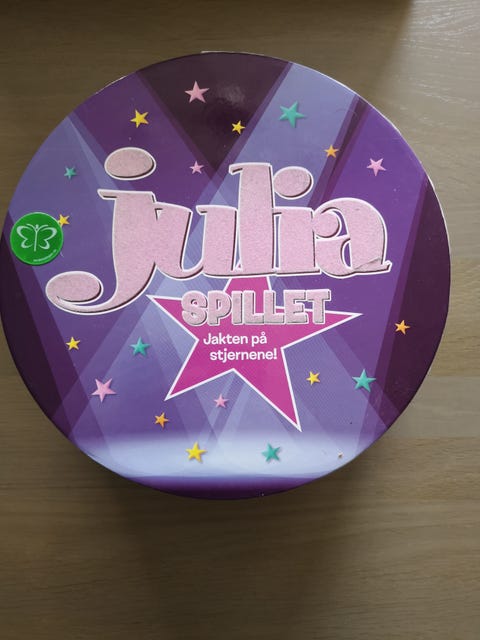 julia
SPILLET
Jakten på
stjernene!